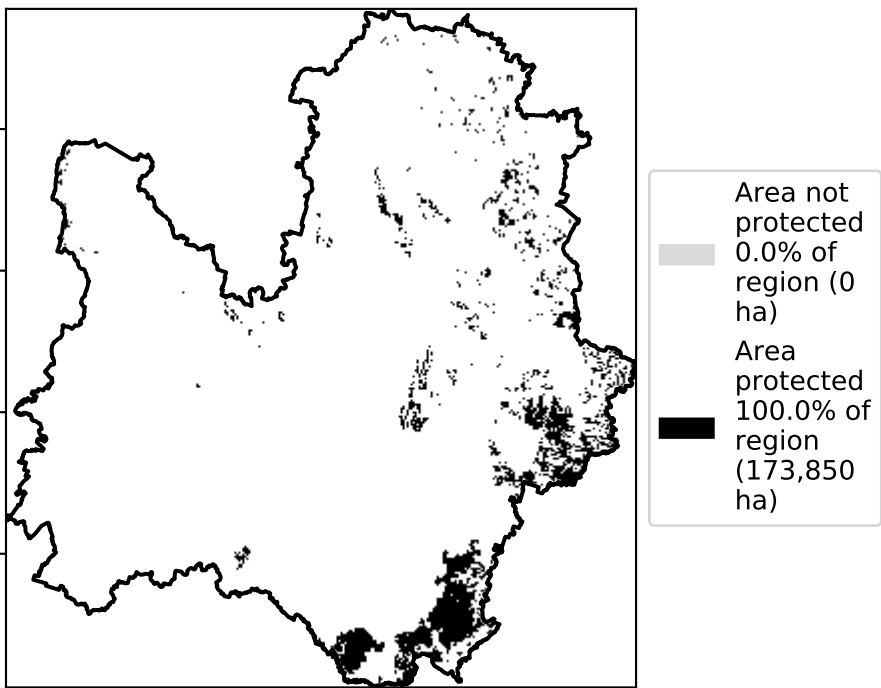 Area not
protected
0.0% of
region (0
ha)
Area
protected
100.0% of
region
(173,850
ha)